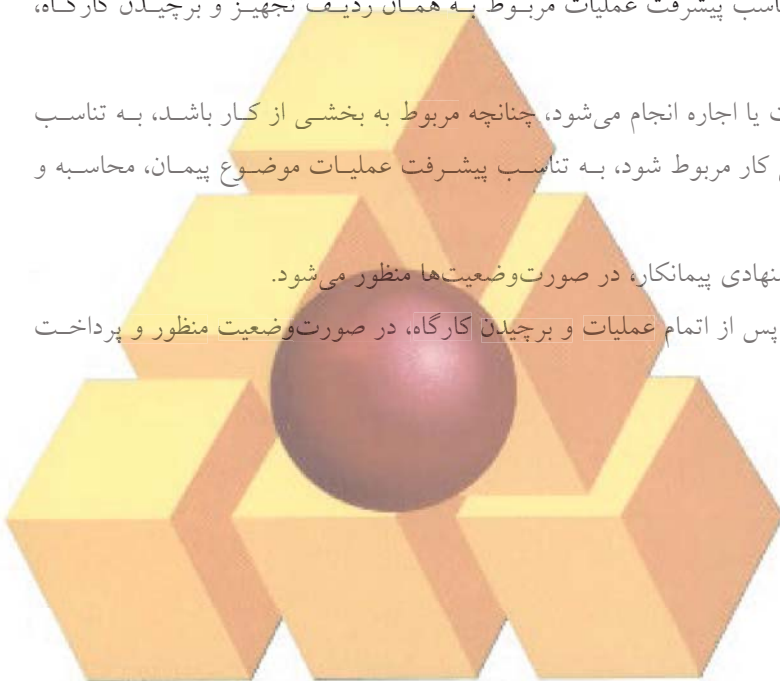 اسب پیشرفت عملیات مربوط به همان ردیف تجهیز و برچیدن کارگاه،
ت یا اجاره انجام می‌شود، چنانچه مربوط به بخشی از کار باشد، به تناسب
کار مربوط شود، به تناسب پیشرفت عملیات موضوع پیمان، محاسبه و
نهادی پیمانکار، در صورت‌وضعیت‌ها منظور می‌شود.
پس از اتمام عملیات و برچیدن کارگاه، در صورت‌وضعیت منظور و پرداخت